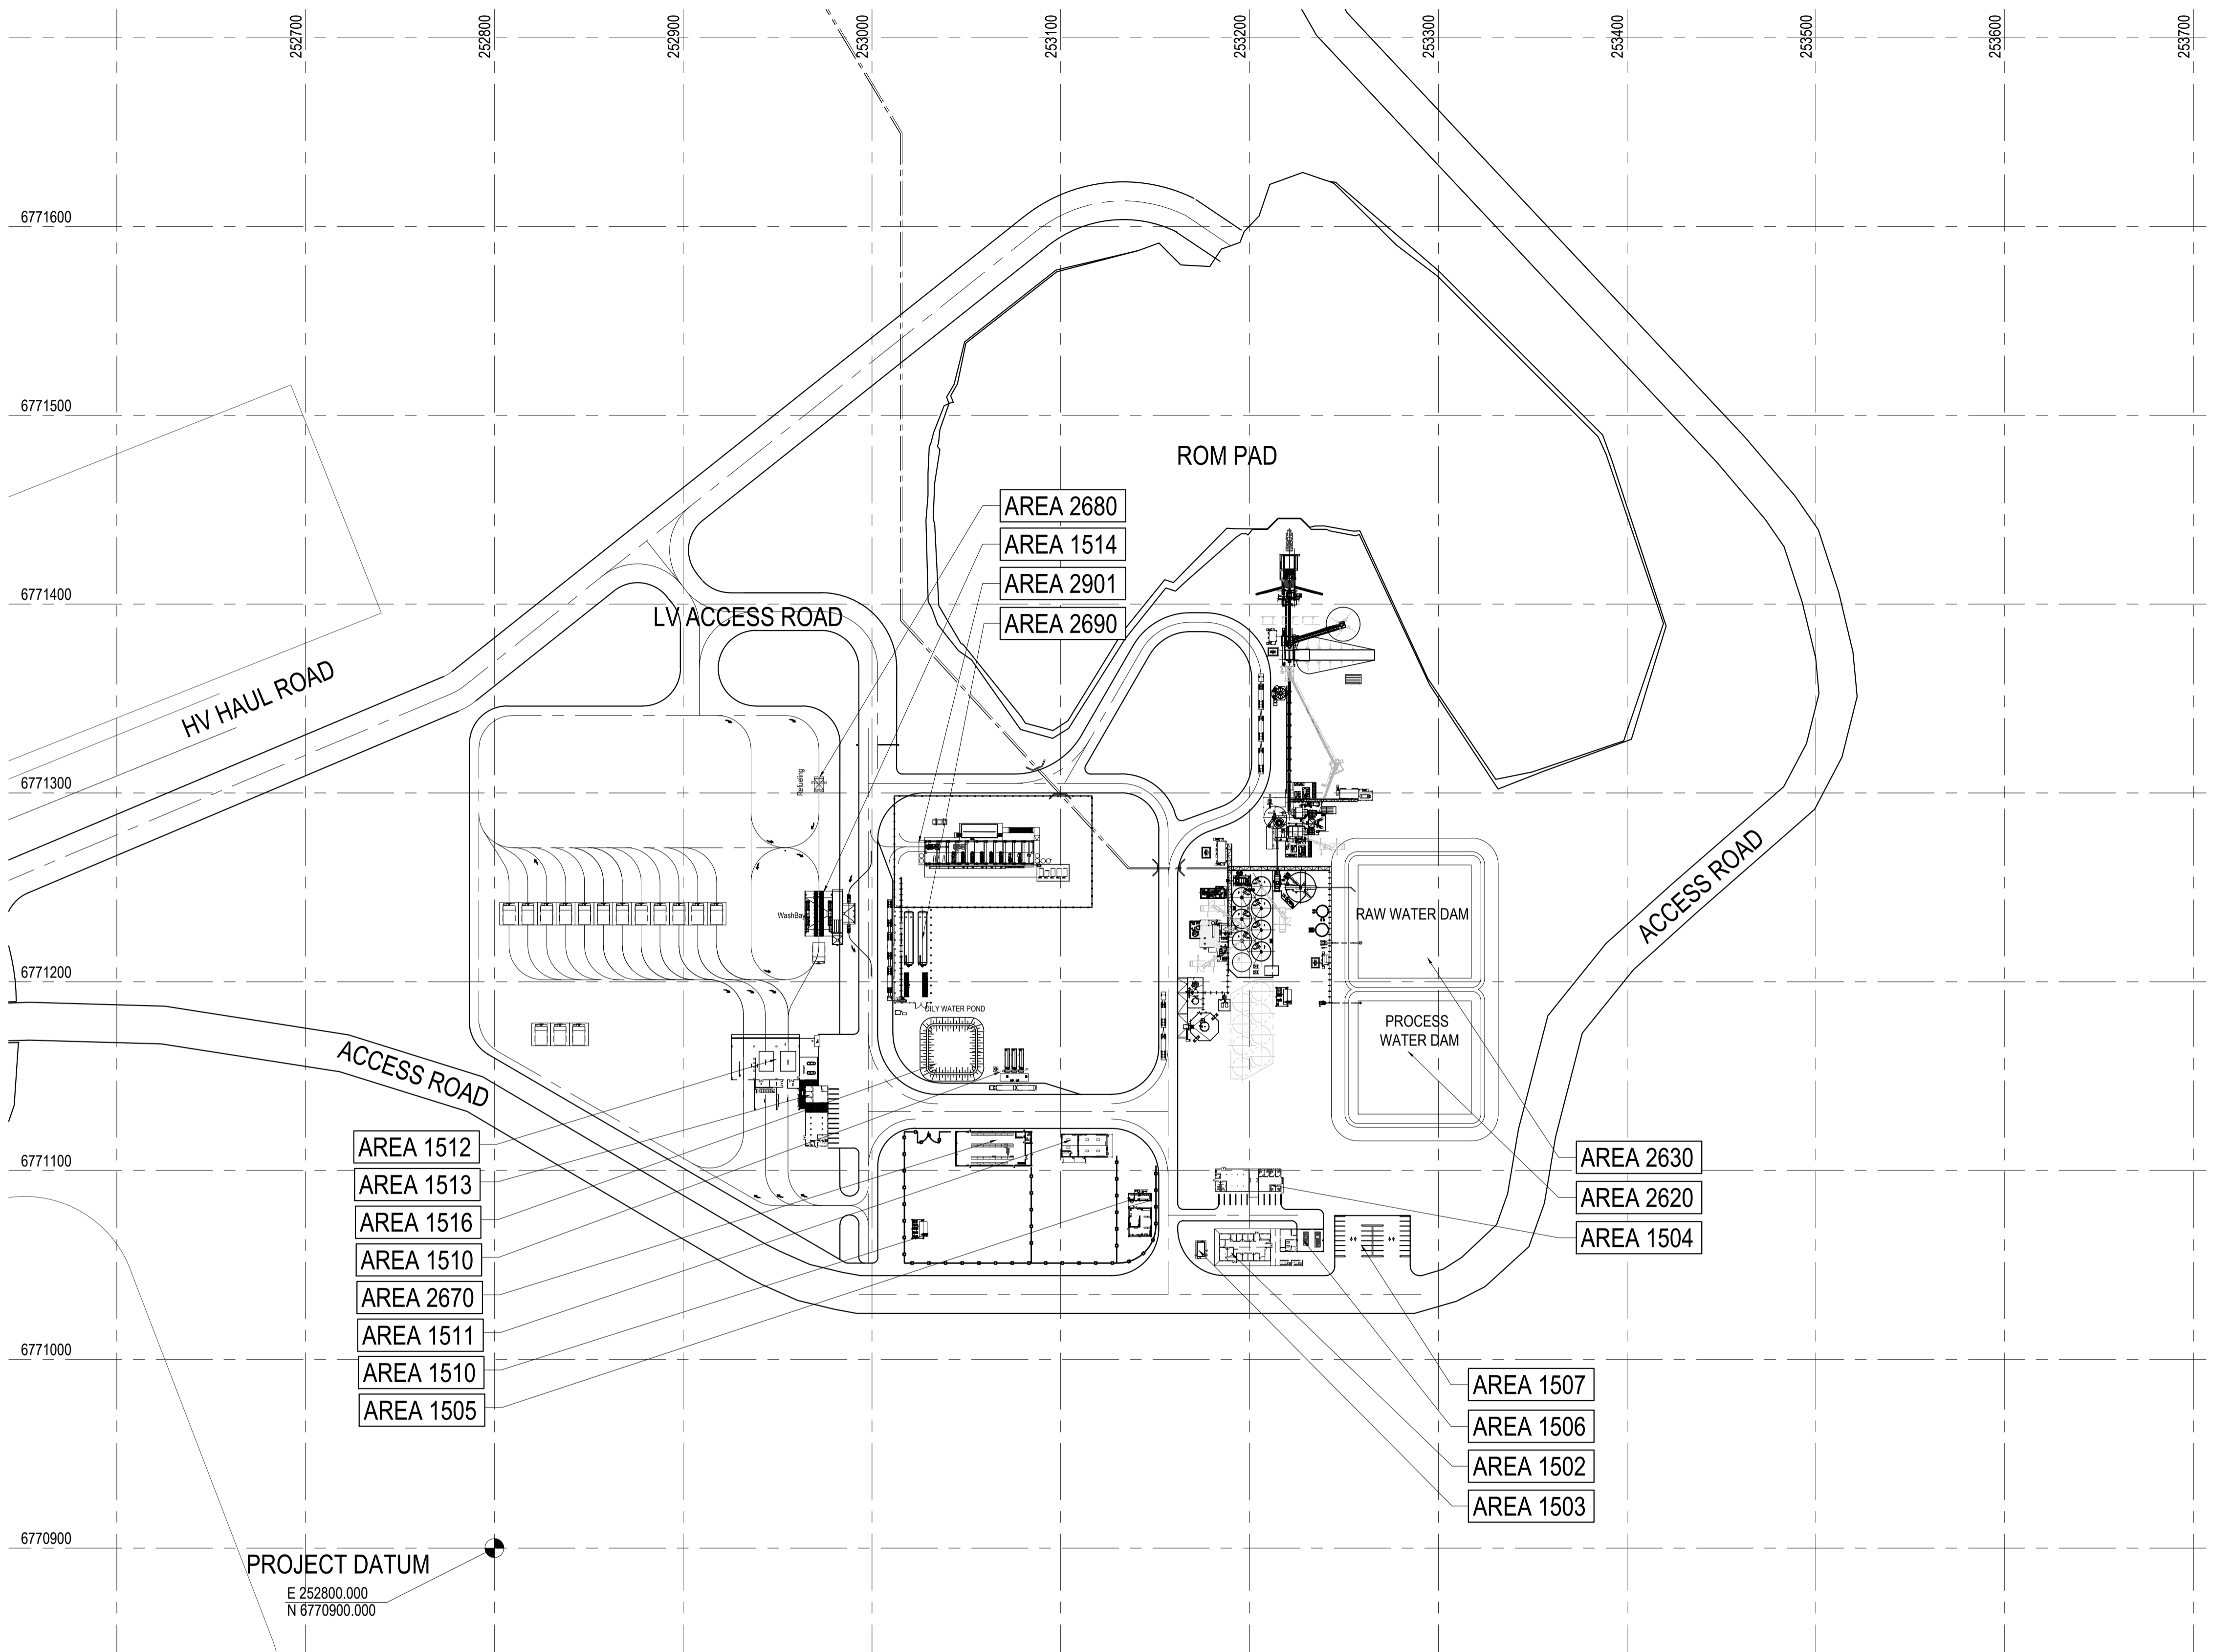 252700
252800
252900
253000
253100
253200
253300
253400
253500
253600
253700
6771600
6771500
ROM PAD
AREA 2680
AREA 1514
AREA 2901
AREA 2690
6771400
LV ACCESS ROAD
HV HAUL ROAD
6771300
Refueling
ACCESS ROAD
WashBay
RAW WATER DAM
6771200
OILY WATER POND
PROCESS
WATER DAM
ACCESS ROAD
AREA 1512
AREA 1513
AREA 1516
AREA 1510
AREA 2670
AREA 1511
AREA 1510
AREA 1505
6771100
AREA 2630
AREA 2620
AREA 1504
6771000
AREA 1507
AREA 1506
AREA 1502
AREA 1503
6770900
PROJECT DATUM
E 252800.000
N 6770900.000